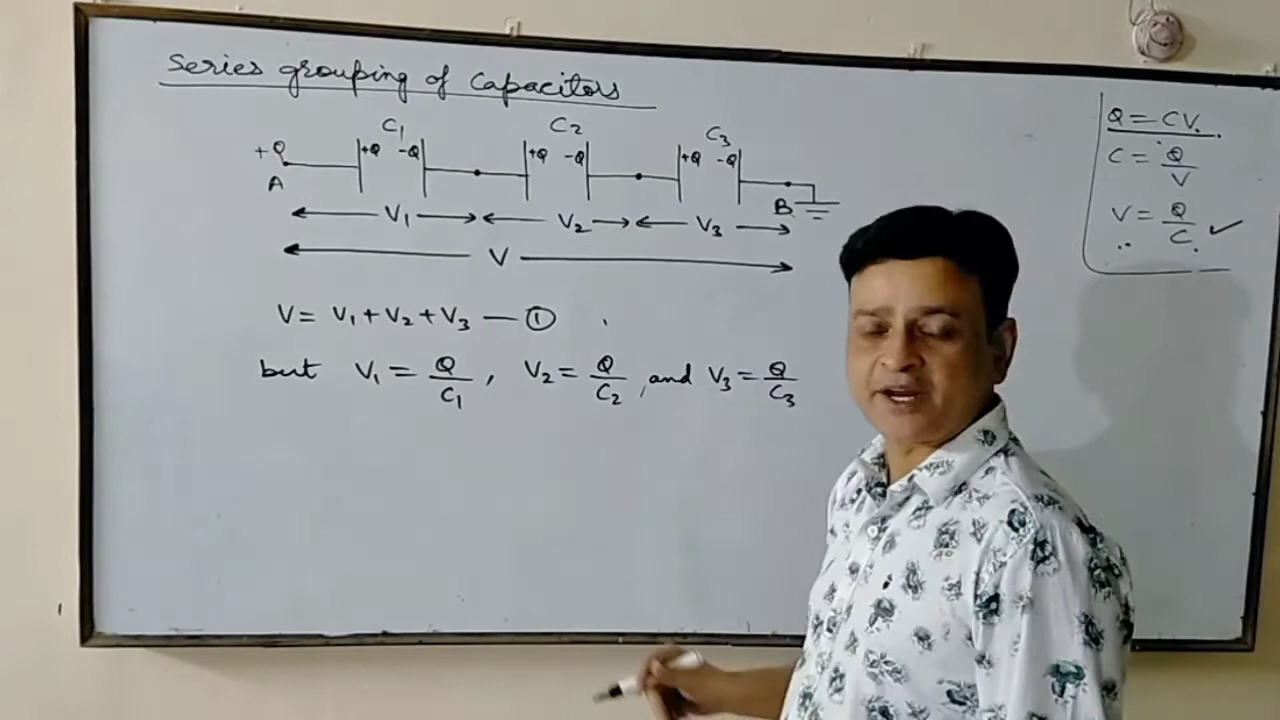 Series grouping of Capacitors
C₁ C₂ C₃
+Q +Q -Q +Q -Q +Q -Q
A B
V₁ V₂ V₃
V
V = V₁ + V₂ + V₃ — ①
but V₁ = Q/C₁ , V₂ = Q/C₂ , and V₃ = Q/C₃
Q = CV.
C = Q/V
V = Q/C. ✓